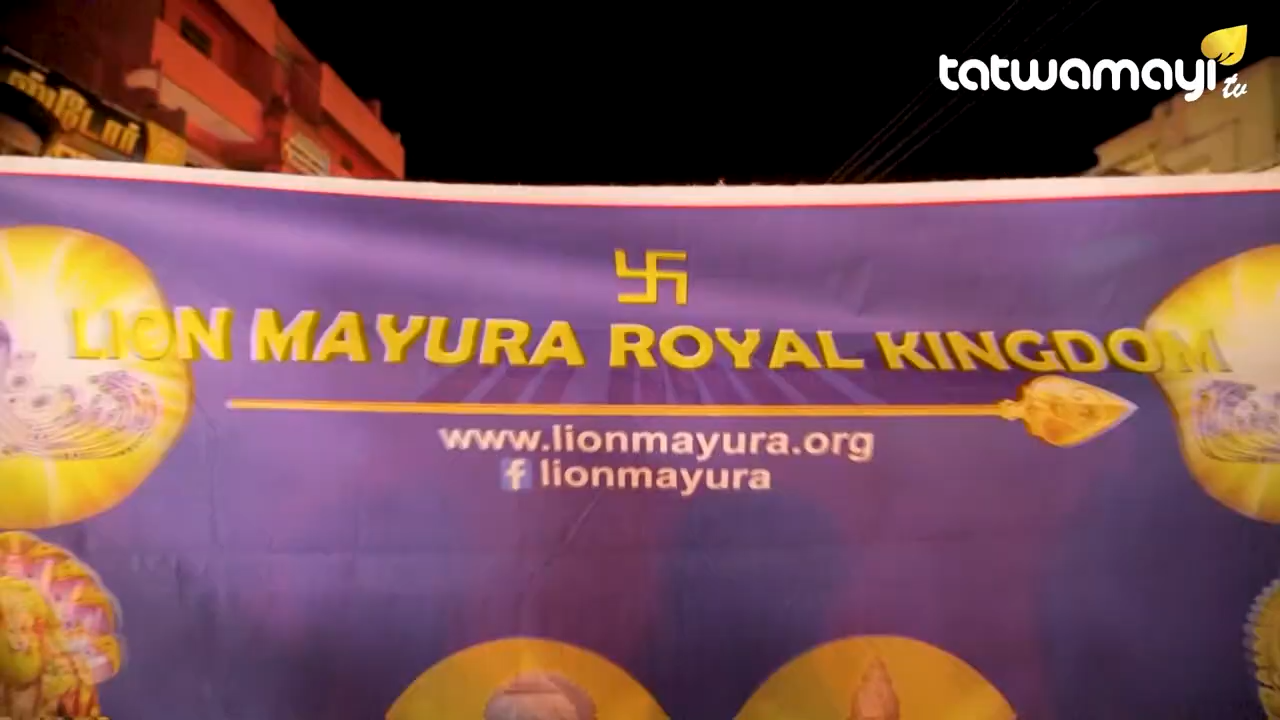 tatwamayi
tv
ஸ்டோர்
LION MAYURA ROYAL KINGDOM
www.lionmayura.org
lionmayura